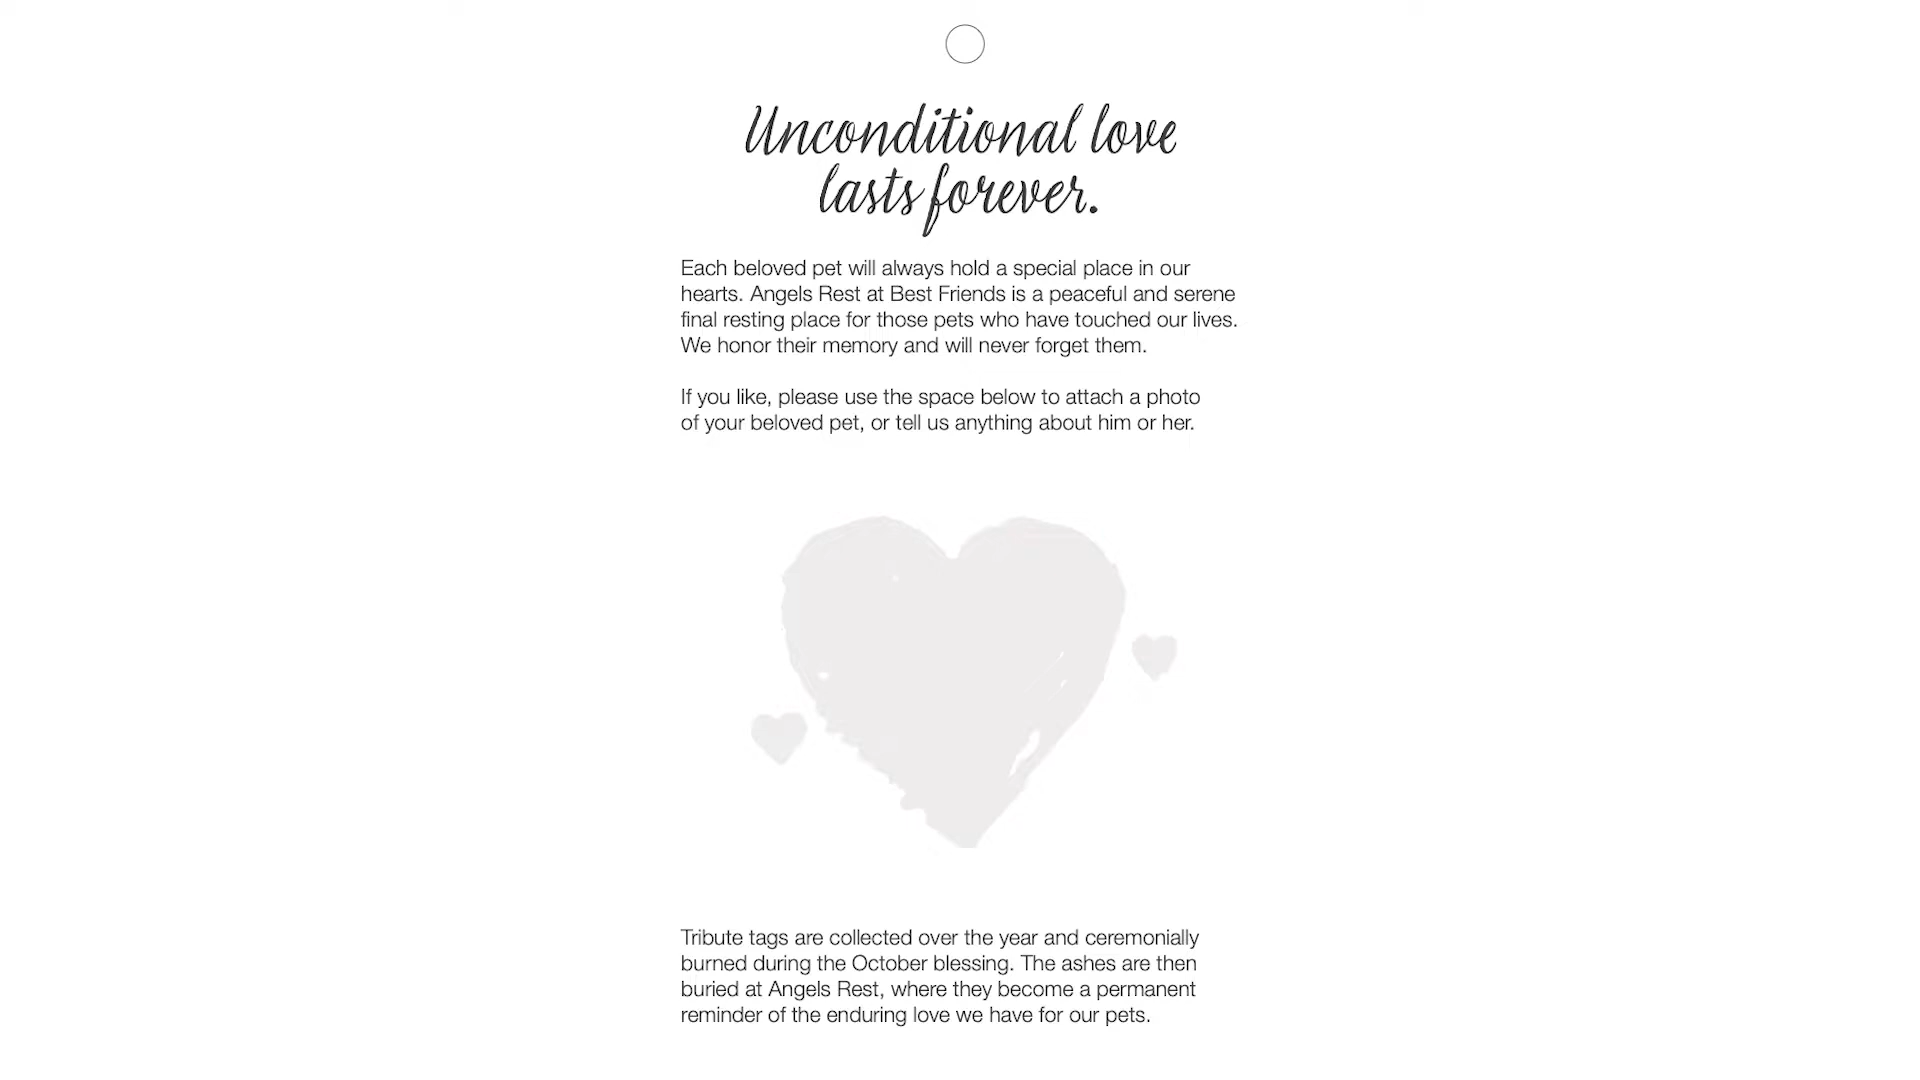 Unconditional love
lasts forever.
Each beloved pet will always hold a special place in our
hearts. Angels Rest at Best Friends is a peaceful and serene
final resting place for those pets who have touched our lives.
We honor their memory and will never forget them.
If you like, please use the space below to attach a photo
of your beloved pet, or tell us anything about him or her.
Tribute tags are collected over the year and ceremonially
burned during the October blessing. The ashes are then
buried at Angels Rest, where they become a permanent
reminder of the enduring love we have for our pets.